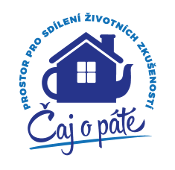 PROSTOR PRO SDÍLENÍ ŽIVOTNÍCH ZKUŠENOSTÍ
Čaj o páté